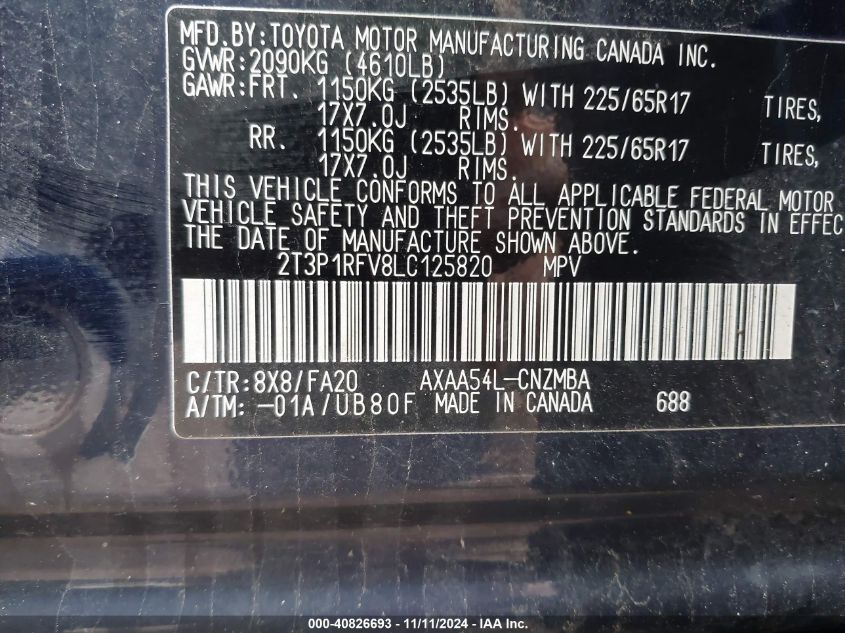 MFD.BY:TOYOTA MOTOR MANUFACTURING CANADA INC.
GVWR:2090KG (4610LB)
GAWR:FRT. 1150KG (2535LB) WITH 225/65R17 TIRES,
17X7.0J RIMS.
RR. 1150KG (2535LB) WITH 225/65R17 TIRES,
17X7.0J RIMS.
THIS VEHICLE CONFORMS TO ALL APPLICABLE FEDERAL MOTOR
VEHICLE SAFETY AND THEFT PREVENTION STANDARDS IN EFFEC
THE DATE OF MANUFACTURE SHOWN ABOVE.
2T3P1RFV8LC125820 MPV
C/TR:8X8/FA20 AXAA54L-CNZMBA
A/TM: -01A/UB80F MADE IN CANADA 688
000-40826693 - 11/11/2024 - IAA Inc.